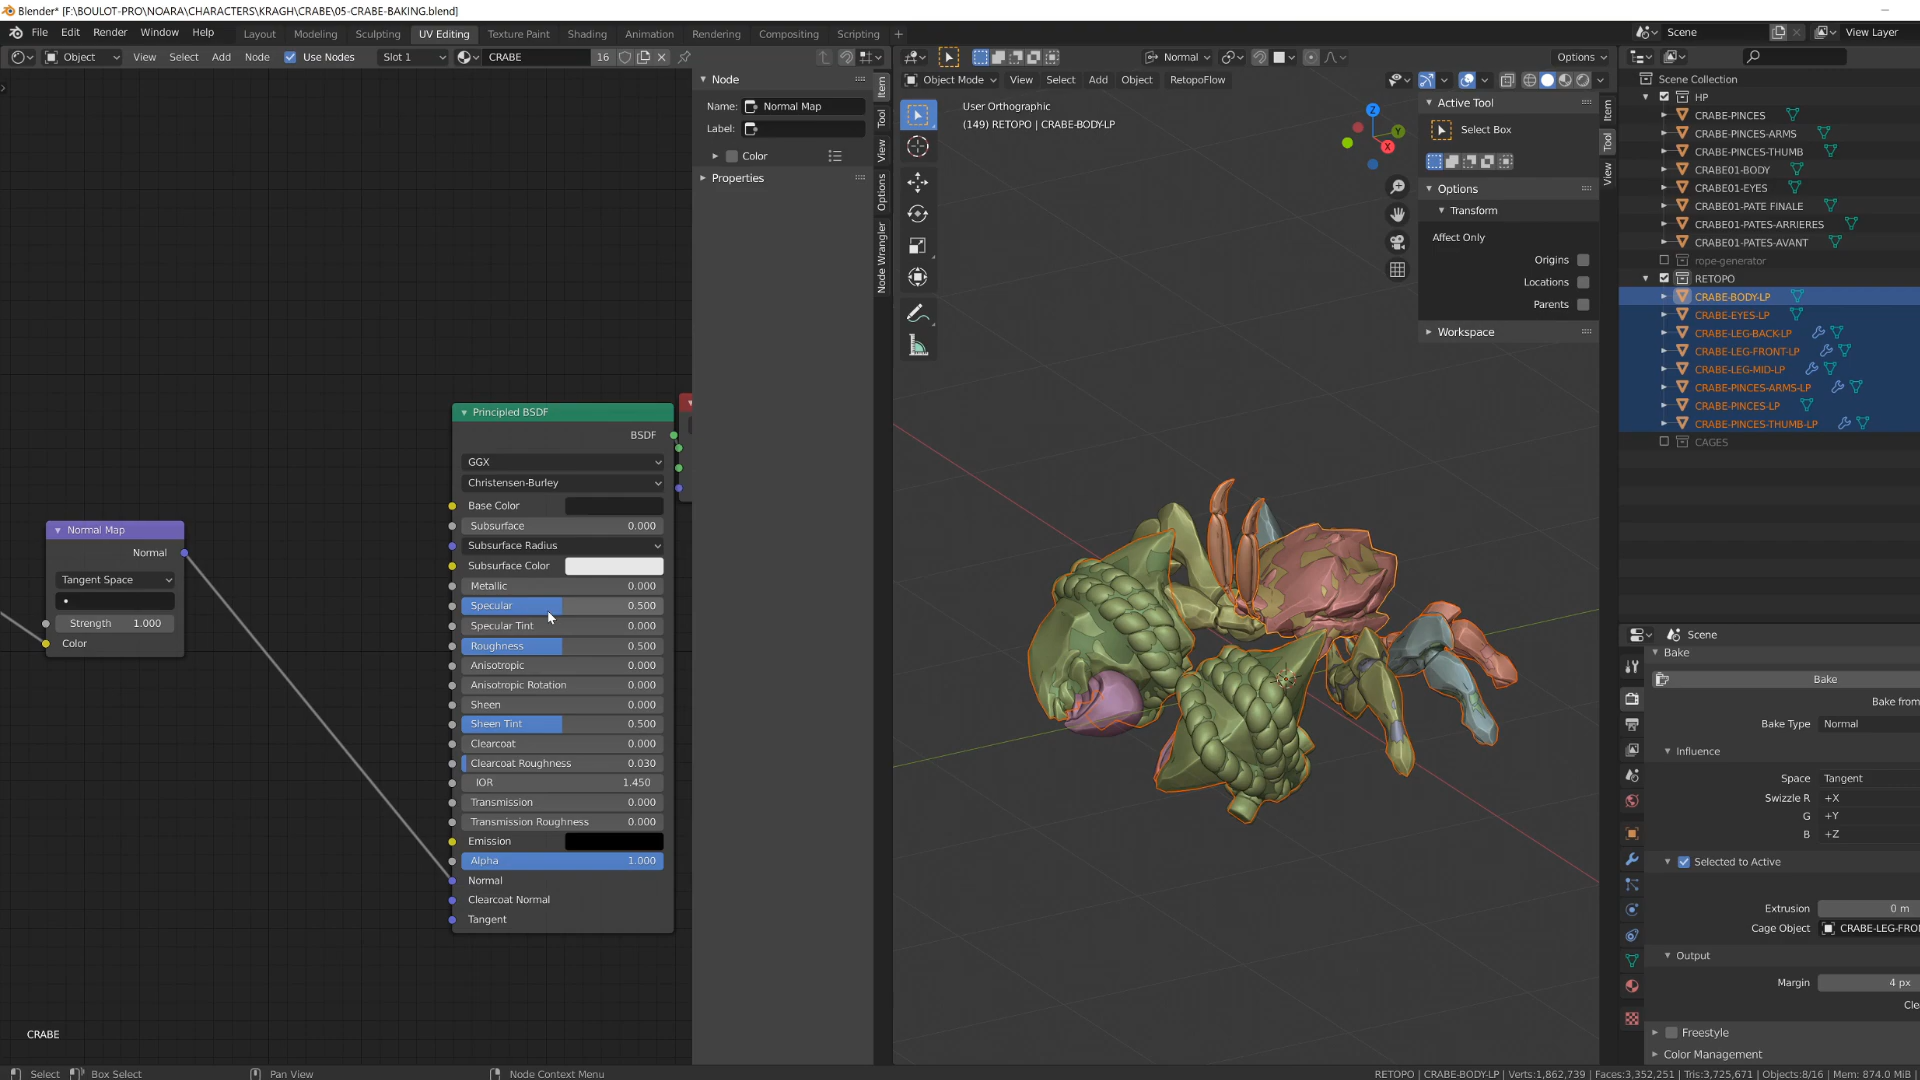 Blender* [F:\BOULOT-PRO\NOARA\CHARACTERS\KRAGH\CRABE\05-CRABE-BAKING.blend]
File Edit Render Window Help Layout Modeling Sculpting UV Editing Texture Paint Shading Animation Rendering Compositing Scripting + Scene View Layer
Object View Select Add Node Use Nodes Slot 1 CRABE 16 Normal Options
Object Mode View Select Add Object RetopoFlow
Node
Name: Normal Map
Label:
Color
Properties
Item
Tool
View
Options
Node Wrangler
User Orthographic
(149) RETOPO | CRABE-BODY-LP
Z
Y
X
Active Tool
Select Box
Options
Transform
Affect Only
Origins
Locations
Parents
Workspace
Item
Tool
View
Scene Collection
HP
CRABE-PINCES
CRABE-PINCES-ARMS
CRABE-PINCES-THUMB
CRABE01-BODY
CRABE01-EYES
CRABE01-PATE FINALE
CRABE01-PATES-ARRIERES
CRABE01-PATES-AVANT
rope-generator
RETOPO
CRABE-BODY-LP
CRABE-EYES-LP
CRABE-LEG-BACK-LP
CRABE-LEG-FRONT-LP
CRABE-LEG-MID-LP
CRABE-PINCES-ARMS-LP
CRABE-PINCES-LP
CRABE-PINCES-THUMB-LP
CAGES
Normal Map
Normal
Tangent Space
Strength 1.000
Color
Principled BSDF
BSDF
GGX
Christensen-Burley
Base Color
Subsurface 0.000
Subsurface Radius
Subsurface Color
Metallic 0.000
Specular 0.500
Specular Tint 0.000
Roughness 0.500
Anisotropic 0.000
Anisotropic Rotation 0.000
Sheen 0.000
Sheen Tint 0.500
Clearcoat 0.000
Clearcoat Roughness 0.030
IOR 1.450
Transmission 0.000
Transmission Roughness 0.000
Emission
Alpha 1.000
Normal
Clearcoat Normal
Tangent
Scene
Bake
Bake
Bake from
Bake Type Normal
Influence
Space Tangent
Swizzle R +X
G +Y
B +Z
Selected to Active
Extrusion 0 m
Cage Object CRABE-LEG-FRO
Output
Margin 4 px
Cle
Freestyle
Color Management
CRABE
Select Box Select Pan View Node Context Menu RETOPO | CRABE-BODY-LP | Verts:1,862,739 | Faces:3,352,251 | Tris:3,725,671 | Objects:8/16 | Mem: 874.0 MiB